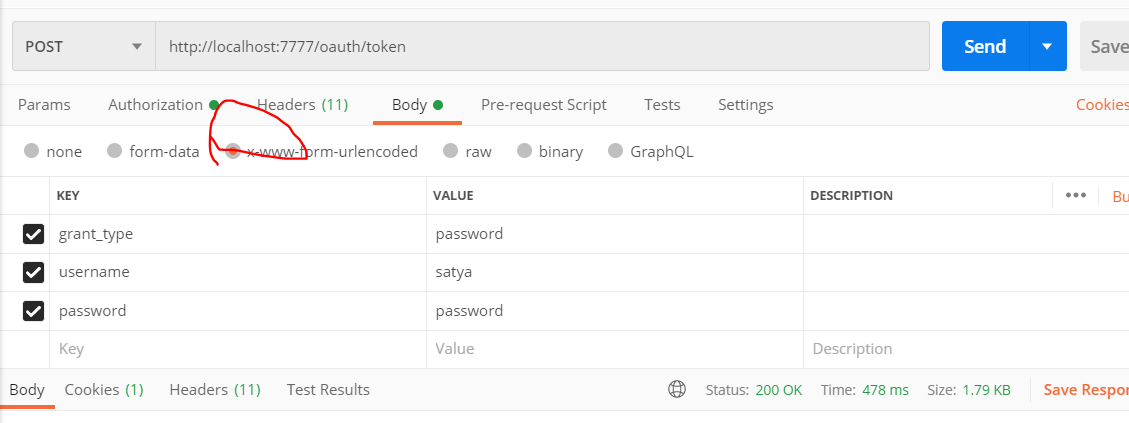 POST http://localhost:7777/oauth/token Send Save
Params Authorization Headers (11) Body Pre-request Script Tests Settings Cookies
none form-data x-www-form-urlencoded raw binary GraphQL
KEY VALUE DESCRIPTION ••• Bu
grant_type password
username satya
password password
Key Value Description
Body Cookies (1) Headers (11) Test Results Status: 200 OK Time: 478 ms Size: 1.79 KB Save Respor